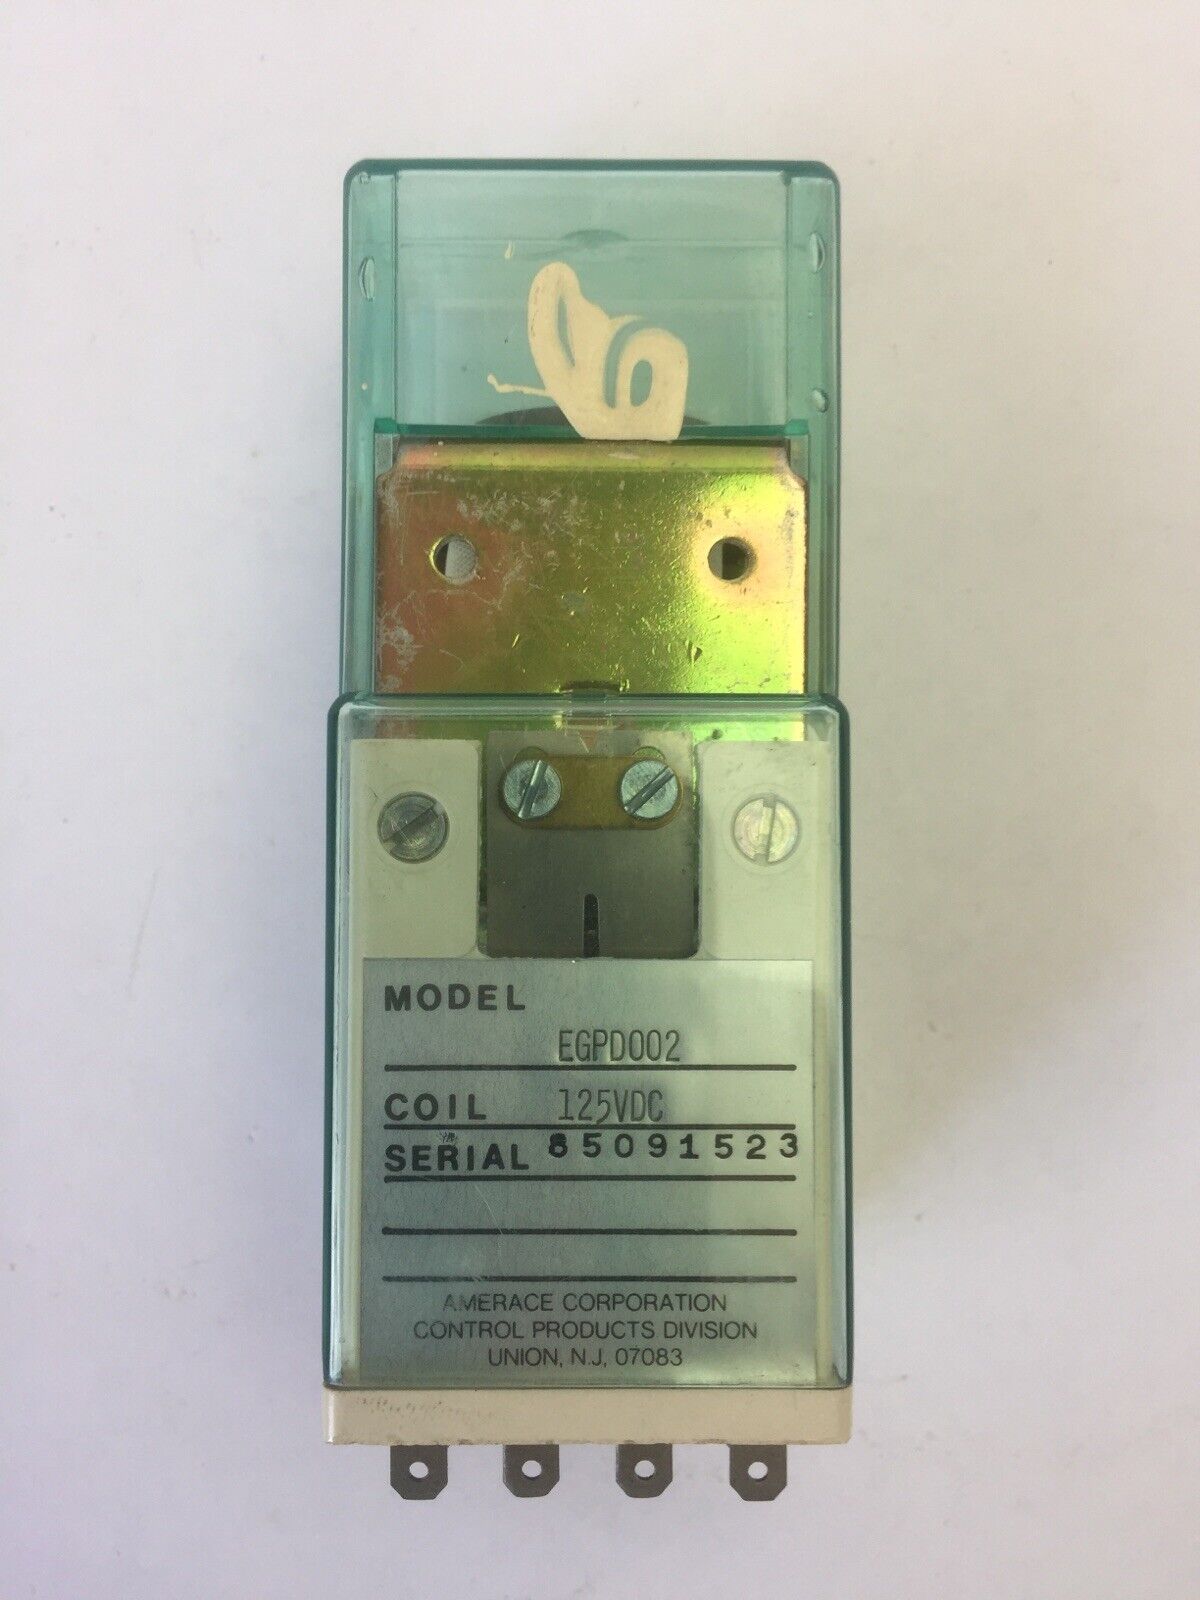 MODEL
EGPD002
COIL 125VDC
SERIAL 85091523
AMERACE CORPORATION
CONTROL PRODUCTS DIVISION
UNION, N.J, 07083